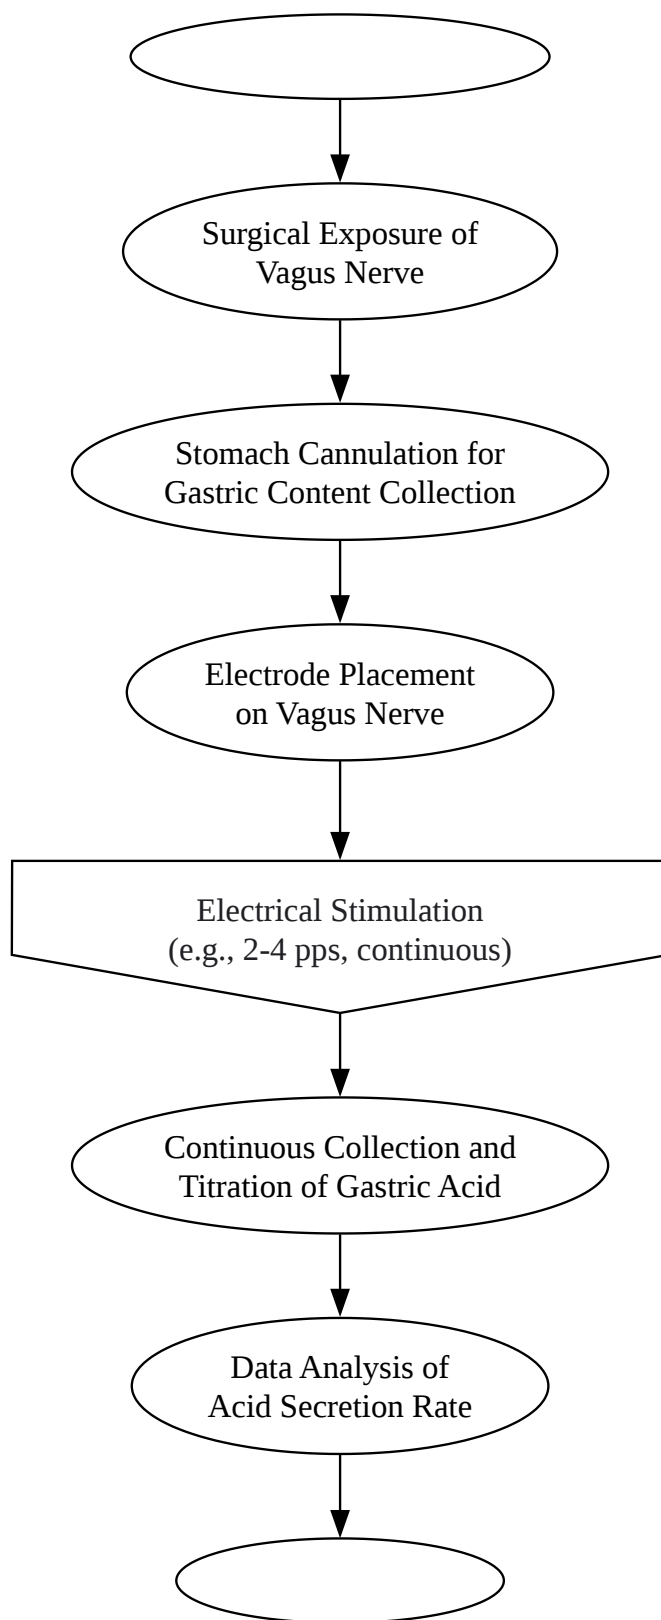 Surgical Exposure of
Vagus Nerve
Stomach Cannulation for
Gastric Content Collection
Electrode Placement
on Vagus Nerve
Electrical Stimulation
(e.g., 2-4 pps, continuous)
Continuous Collection and
Titration of Gastric Acid
Data Analysis of
Acid Secretion Rate